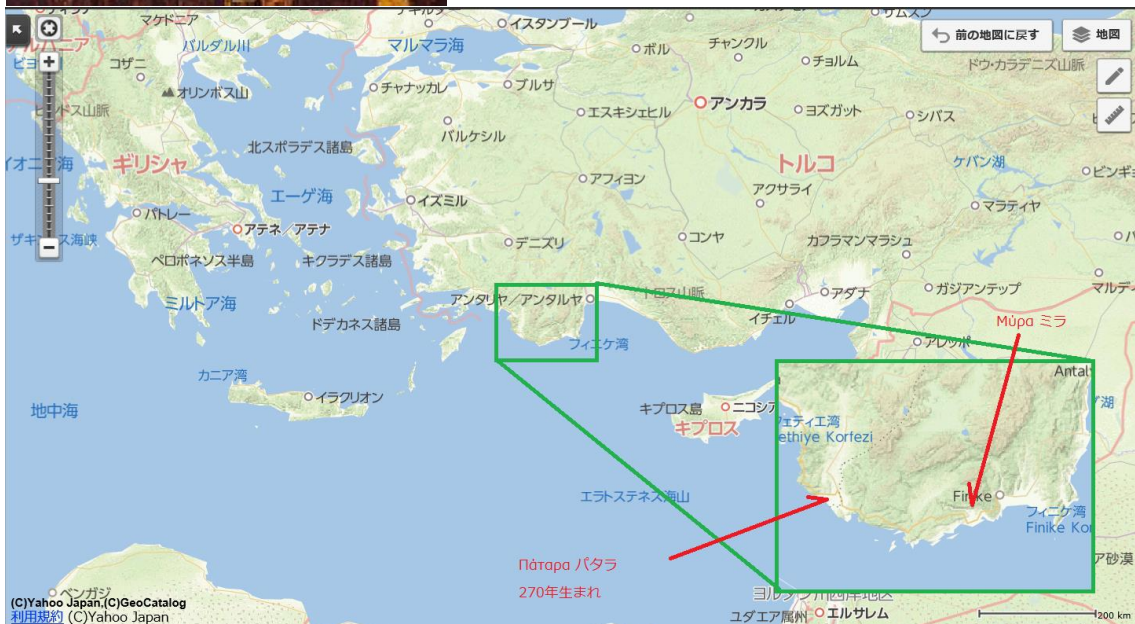 マケドニア
イスタンブール
サムスン
バルダル川
マルマラ海
ボル
チャンクル
前の地図に戻す
地図
コザニ
チョルム
ドウ・カラデニズ山脈
オリンポス山
チャナッカレ
ブルサ
アンカラ
ヨズガット
エスキシェヒル
シバス
バルケシル
北スポラデス諸島
ギリシャ
トルコ
ケバン湖
アフィヨン
アクサライ
エーゲ海
イズミル
マラティヤ
パトレー
アテネ/アテナ
デニズリ
コンヤ
カフラマンマラシュ
ペロポネソス半島
キクラデス諸島
ミルトア海
アンタリヤ/アンタルヤ
トロス山脈
アダナ
ガジアンテップ
マルデ
ドデカネス諸島
イチェル
Μύρα ミラ
フィニケ湾
アレッポ
カニア湾
イラクリオン
Antal
地中海
キプロス島
ニコシア
キプロス
フェティエ湾
ethiye Korfezi
エラトステネス海山
Finike
フィニケ湾
Finike Kor
Πάταρα パタラ
270年生まれ
ア砂漠
ベンガジ
(C)Yahoo Japan,(C)GeoCatalog
利用規約 (C)Yahoo Japan
ヨルダン川西岸地区
ユダエア属州
エルサレム
200 km